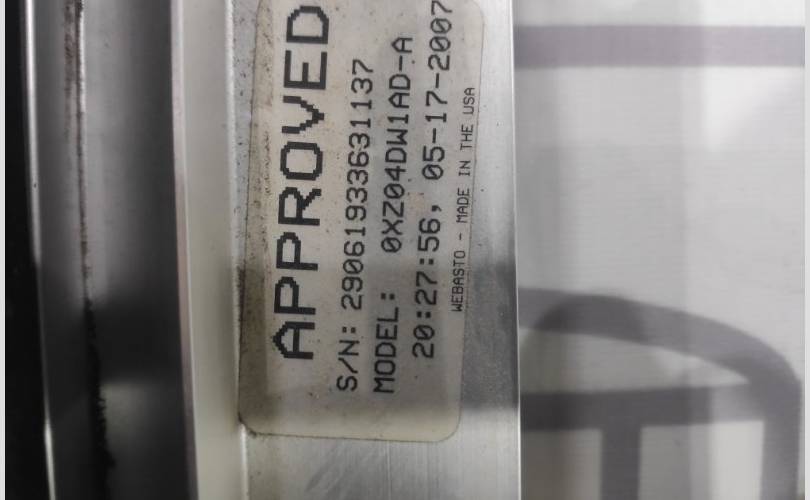 APPROVED
S/N: 29061933631137
MODEL: 0XZ04DW1AD-A
20:27:56, 05-17-2007
WEBASTO - MADE IN THE USA